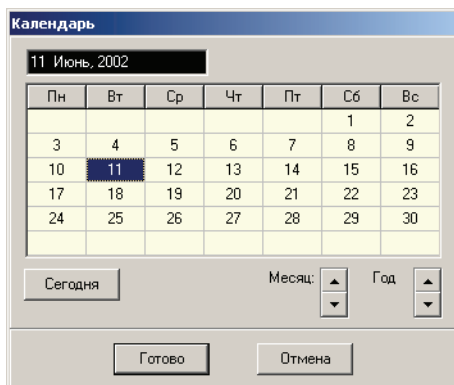 Календарь
11 Июнь, 2002
Пн Вт Ср Чт Пт Сб Вс
1 2
3 4 5 6 7 8 9
10 11 12 13 14 15 16
17 18 19 20 21 22 23
24 25 26 27 28 29 30
Сегодня Месяц: Год
Готово Отмена